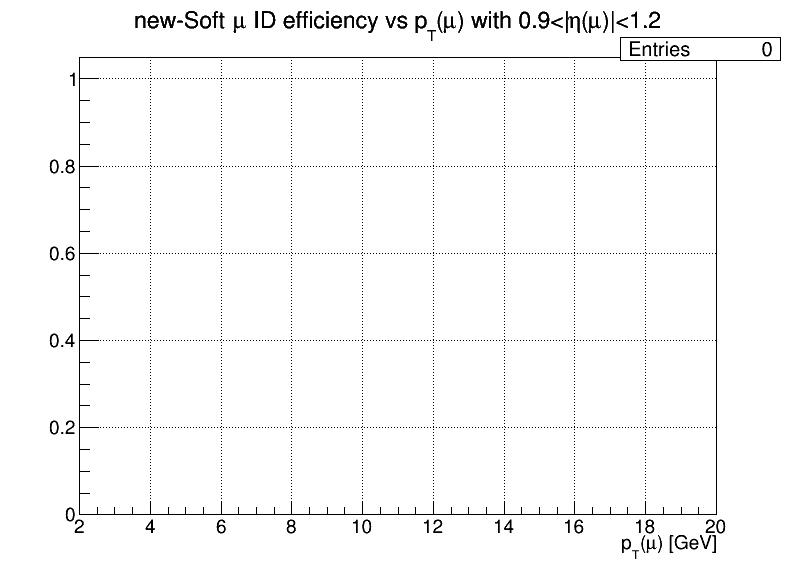 new-Soft μ ID efficiency vs p_T(μ) with 0.9<|η(μ)|<1.2
Entries 0
1
0.8
0.6
0.4
0.2
0
2 4 6 8 10 12 14 16 18 20
p_T(μ) [GeV]